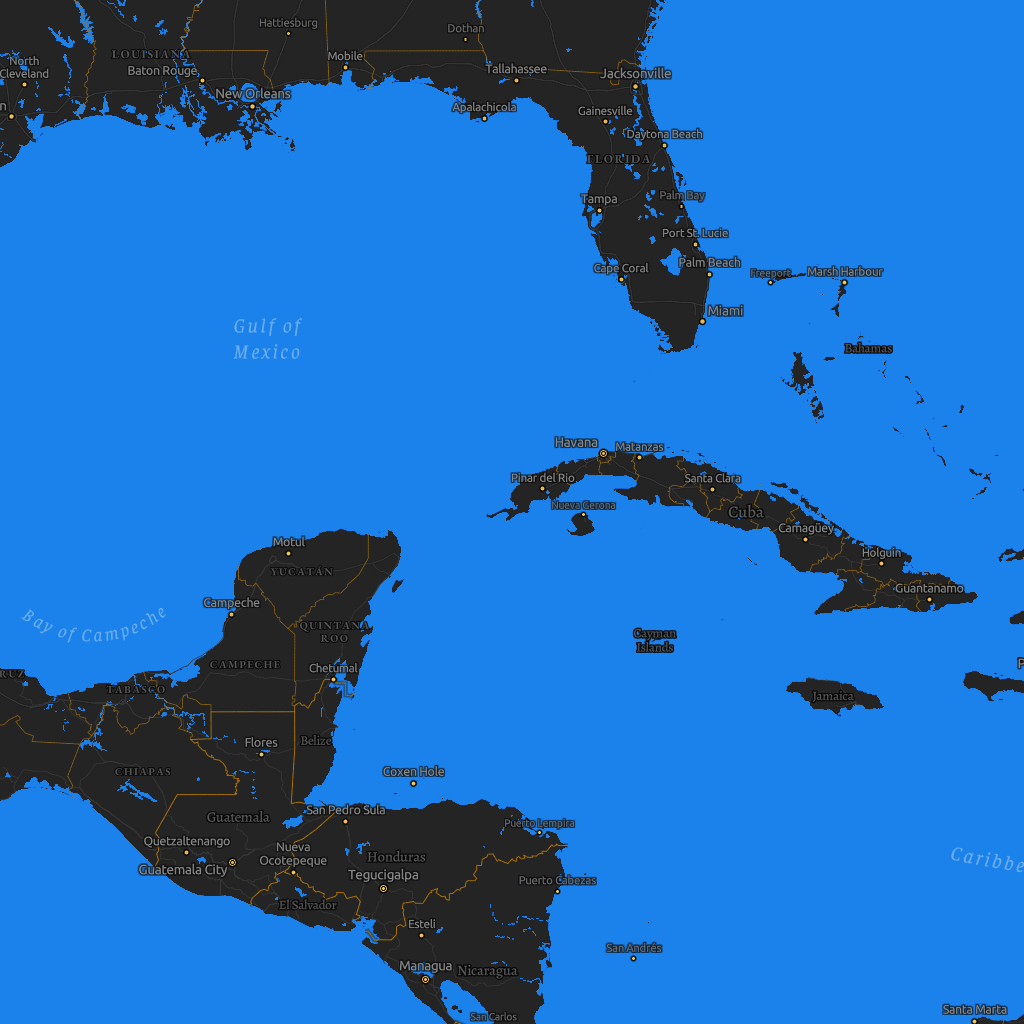 Hattiesburg
Dothan
LOUISIANA
Mobile
North
Cleveland
Baton Rouge
Tallahassee
Jacksonville
New Orleans
n
Apalachicola
Gainesville
Daytona Beach
FLORIDA
Tampa
Palm Bay
Port St. Lucie
Cape Coral
Palm Beach
Freeport
Marsh Harbour
Miami
Gulf of
Mexico
Bahamas
Havana
Matanzas
Pinar del Rio
Santa Clara
Nueva Gerona
Cuba
Camagüey
Motul
Holguín
YUCATÁN
Guantanamo
Campeche
Bay of Campeche
QUINTANA
ROO
Cayman
Islands
CAMPECHE
Chetumal
RUZ
TABASCO
P
Jamaica
Flores
Belize
CHIAPAS
Coxen Hole
San Pedro Sula
Guatemala
Puerto Lempira
Quetzaltenango
Nueva
Ocotepeque
Honduras
Caribbe
Guatemala City
Tegucigalpa
Puerto Cabezas
El Salvador
Esteli
San Andrés
Managua
Nicaragua
San Carlos
Santa Marta